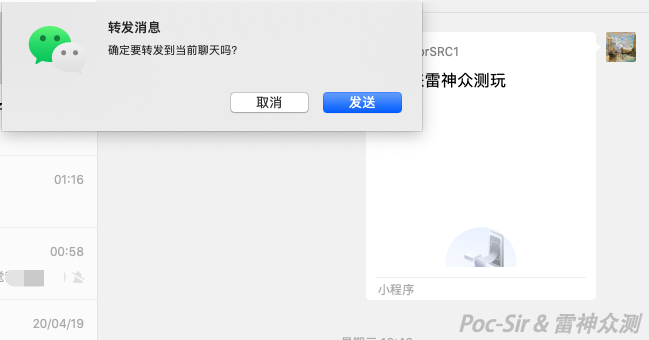 转发消息
确定要转发到当前聊天吗?
取消
发送
orSRC1
雷神众测玩
01:16
00:58
小程序
20/04/19
Poc-Sir & 雷神众测